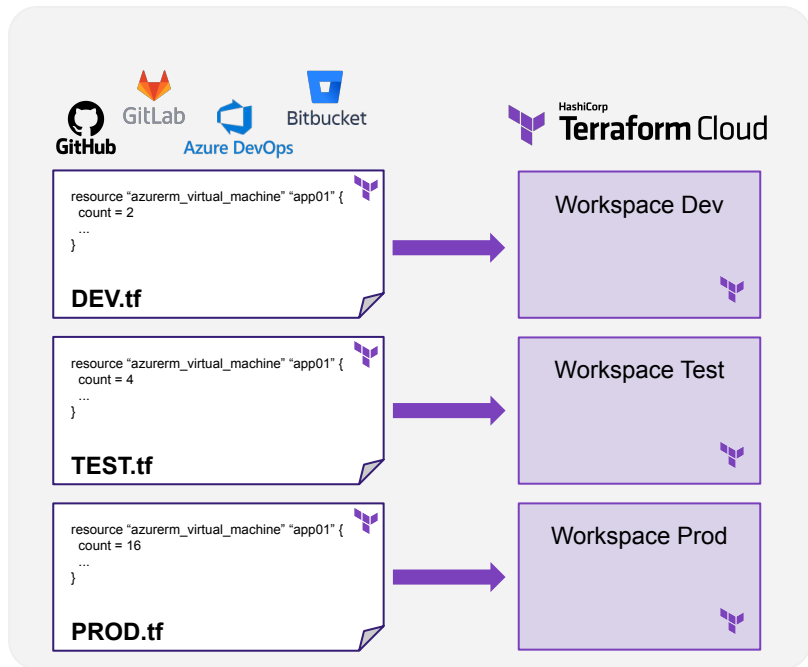 GitHub
GitLab
Azure DevOps
Bitbucket
HashiCorp
Terraform Cloud
resource “azurerm_virtual_machine” “app01” {
count = 2
...
}
DEV.tf
Workspace Dev
resource “azurerm_virtual_machine” “app01” {
count = 4
...
}
TEST.tf
Workspace Test
resource “azurerm_virtual_machine” “app01” {
count = 16
...
}
PROD.tf
Workspace Prod